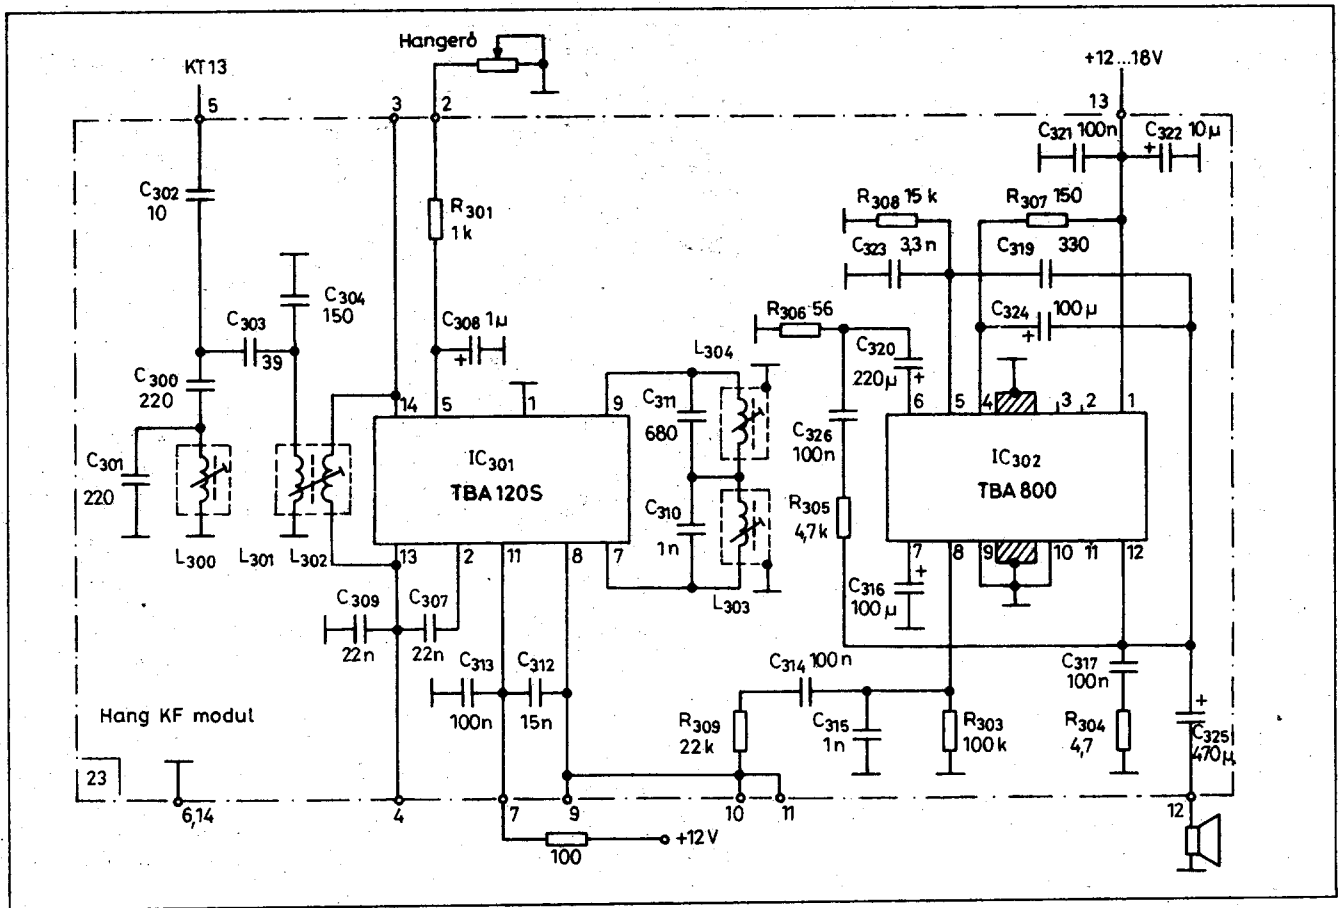 Hangerő
KT13
+12...18V
5
3
2
13
C321 100n
C322 10µ
C302
10
R301
1k
R308 15k
R307 150
C323 3,3n
C319 330
C304
150
C303
39
C308 1µ
R306 56
C324 100µ
L304
C320
220µ
C300
220
14
5
1
9
C311
680
6
5
4
3
2
1
C326
100n
C301
220
IC301
TBA 120S
IC302
TBA 800
C310
1n
R305
4,7k
L300
L301
L302
13
2
11
8
7
L303
7
8
9
10
11
12
C316
100µ
C309
22n
C307
22n
C313
100n
C312
15n
C314 100n
C317
100n
Hang KF modul
R309
22k
C315
1n
R303
100k
R304
4,7
C325
470µ
23
6,14
4
7
9
10
11
12
100
+12V